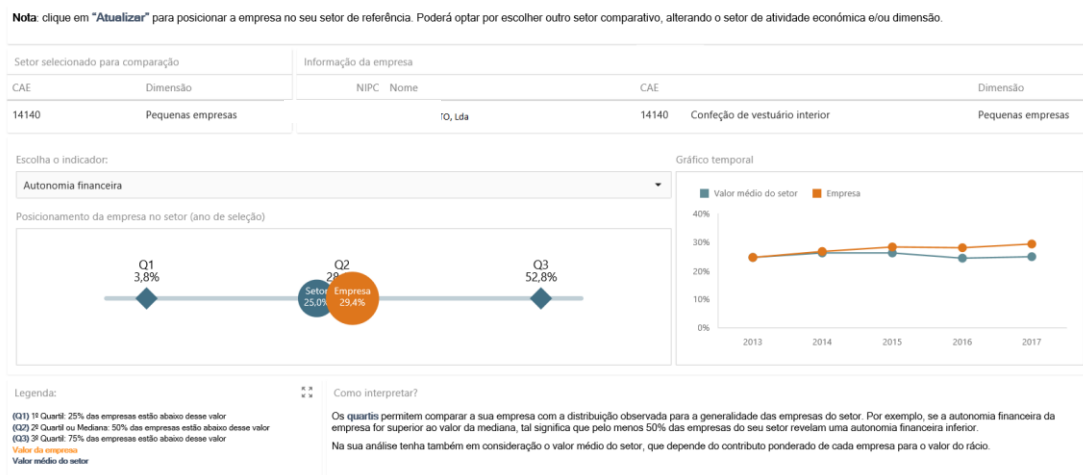 Nota: clique em "Atualizar" para posicionar a empresa no seu setor de referência. Poderá optar por escolher outro setor comparativo, alterando o setor de atividade económica e/ou dimensão.
Setor selecionado para comparação
Informação da empresa
CAE Dimensão NIPC Nome CAE Dimensão
14140 Pequenas empresas TO, Lda 14140 Confeção de vestuário interior Pequenas empresas
Escolha o indicador:
Autonomia financeira
Posicionamento da empresa no setor (ano de seleção)
Q1 Q2 Q3
3,8% 28 52,8%
Setor Empresa
25,0% 29,4%
Gráfico temporal
Valor médio do setor Empresa
40%
30%
20%
10%
0%
2013 2014 2015 2016 2017
Legenda:
(Q1) 1º Quartil: 25% das empresas estão abaixo desse valor
(Q2) 2º Quartil ou Mediana: 50% das empresas estão abaixo desse valor
(Q3) 3º Quartil: 75% das empresas estão abaixo desse valor
Valor da empresa
Valor médio do setor
Como interpretar?
Os quartis permitem comparar a sua empresa com a distribuição observada para a generalidade das empresas do setor. Por exemplo, se a autonomia financeira da
empresa for superior ao valor da mediana, tal significa que pelo menos 50% das empresas do seu setor revelam uma autonomia financeira inferior.
Na sua análise tenha também em consideração o valor médio do setor, que depende do contributo ponderado de cada empresa para o valor do rácio.